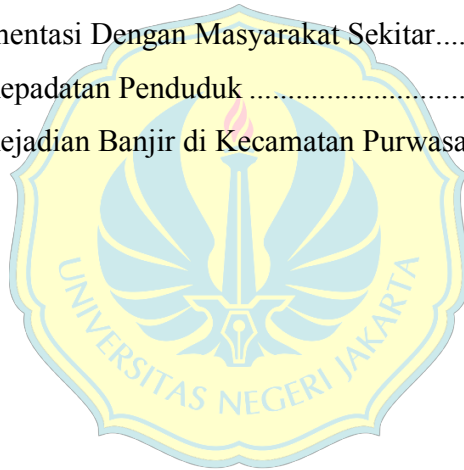 mentasi Dengan Masyarakat Sekitar....
epadatan Penduduk ............................
ejadian Banjir di Kecamatan Purwasa
UNIVERSITAS NEGERI JAKARTA